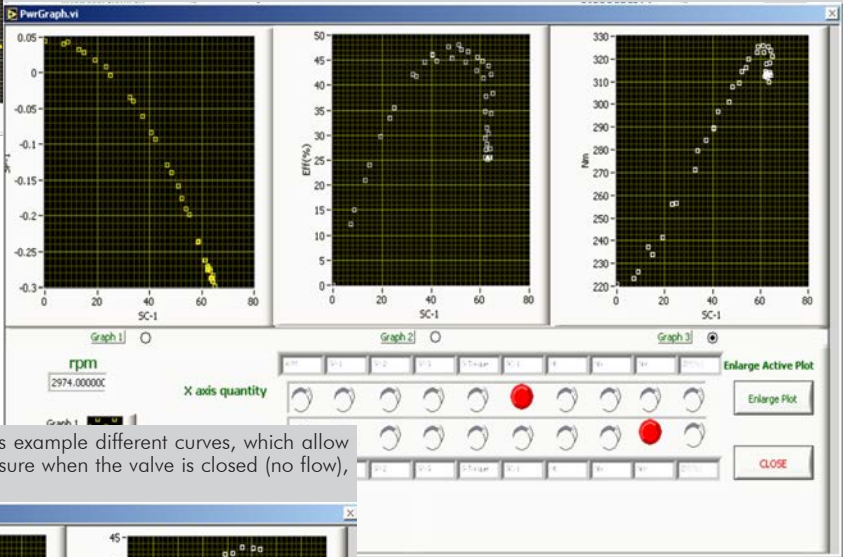 PwrGraph.vi
0.05
0
-0.05
-0.1
-0.15
-0.2
-0.25
-0.3
0 20 40 60 80
SC-1
50
45
40
35
30
25
20
15
10
5
0
Eff(%)
0 20 40 60 80
SC-1
330
320
310
300
290
280
270
260
250
240
230
220
Nm
0 20 40 60 80
SC-1
Graph 1
Graph 2
Graph 3
rpm
2974.00000
X axis quantity
Enlarge Active Plot
Enlarge Plot
CLOSE
Graph 1
s example different curves, which allow
sure when the valve is closed (no flow),
45